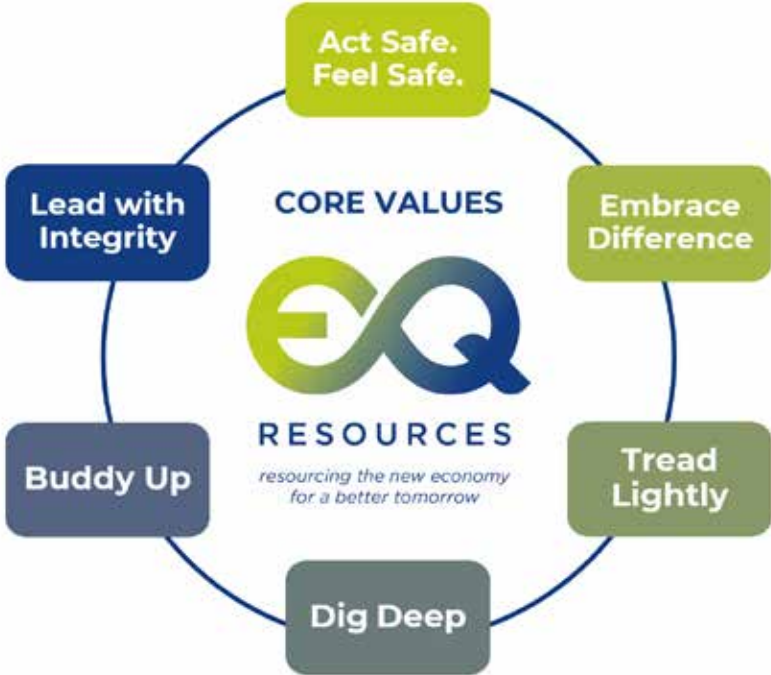 Act Safe.
Feel Safe.
Lead with
Integrity
CORE VALUES
Embrace
Difference
EQ
RESOURCES
resourcing the new economy
for a better tomorrow
Buddy Up
Tread
Lightly
Dig Deep